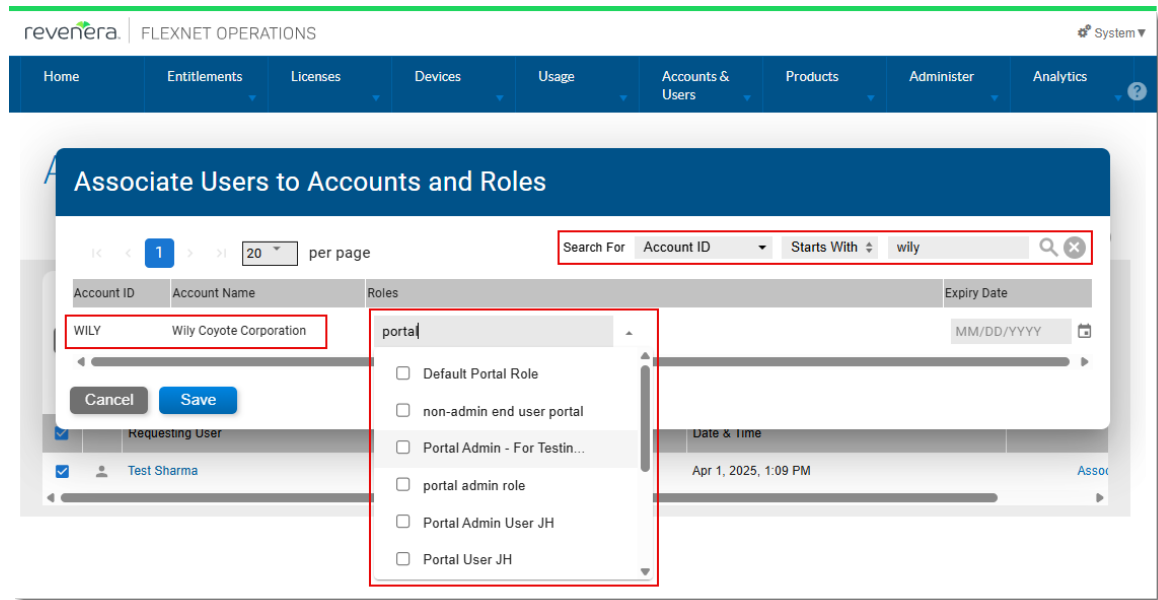 revenera. FLEXNET OPERATIONS System
Home Entitlements Licenses Devices Usage Accounts & Users Products Administer Analytics ?
A
Associate Users to Accounts and Roles
1 20 per page Search For Account ID Starts With wily
Account ID Account Name Roles Expiry Date
WILY Wily Coyote Corporation portal MM/DD/YYYY
Default Portal Role
Cancel Save
non-admin end user portal
Requesting User Date & Time
Portal Admin - For Testin...
Test Sharma Apr 1, 2025, 1:09 PM Assoc
portal admin role
Portal Admin User JH
Portal User JH